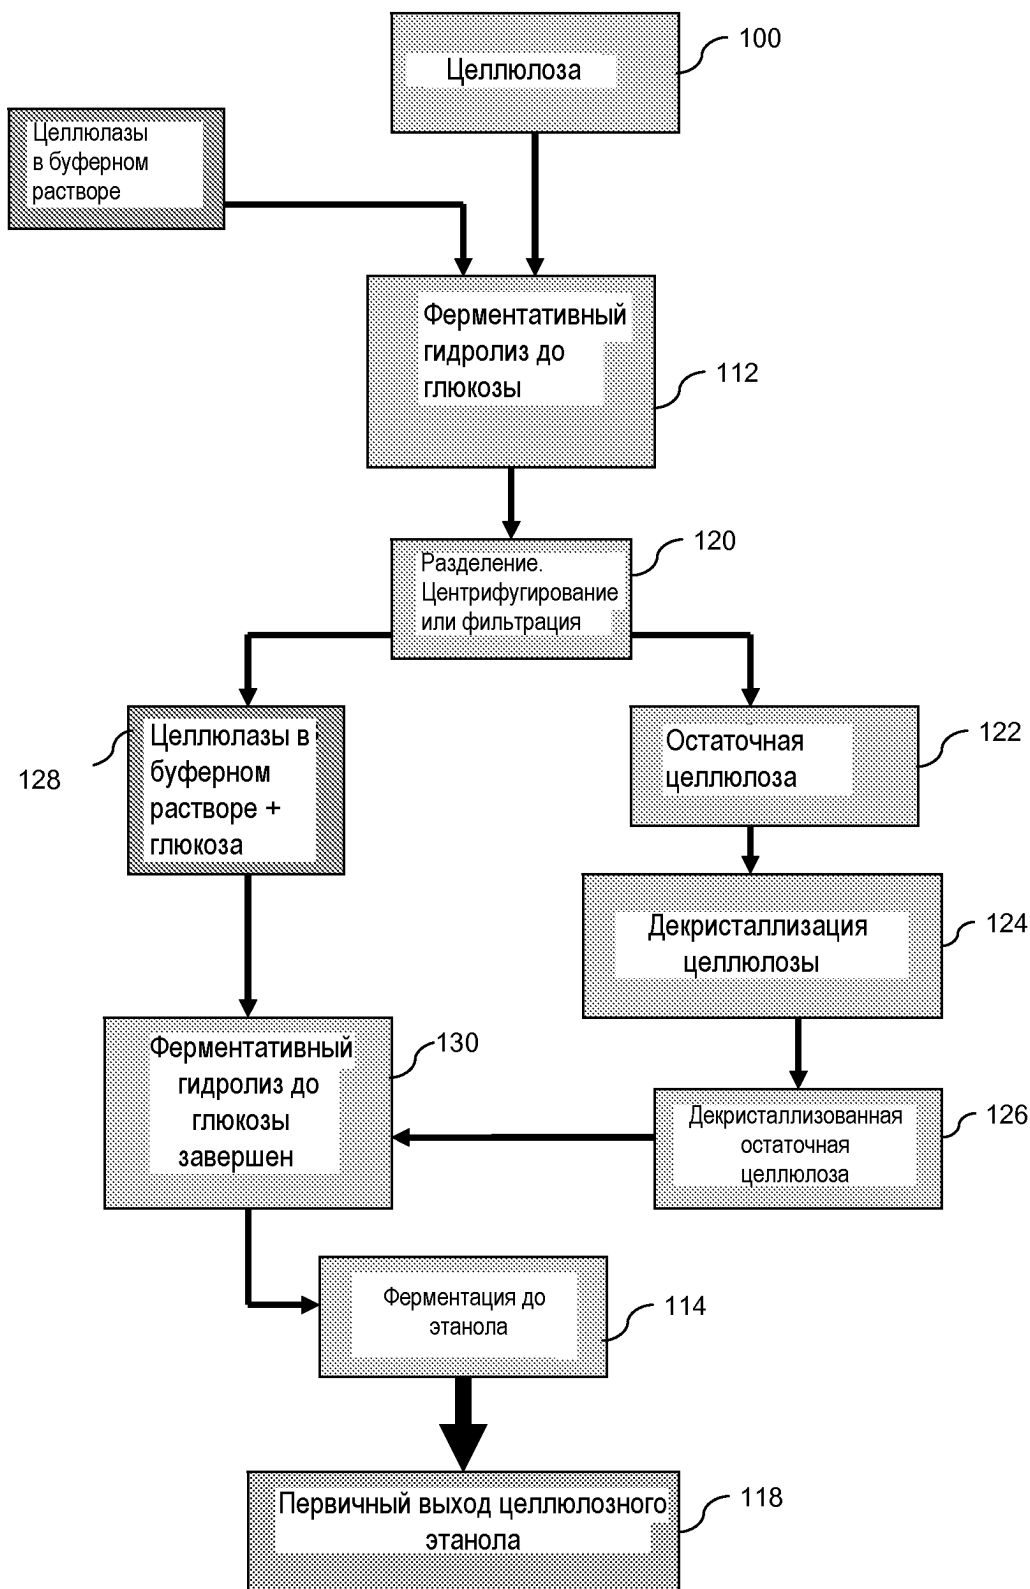 Целлюлоза
100
Целлюлазы
в буферном
растворе
Ферментативный
гидролиз до
глюкозы
112
Разделение.
Центрифугирование
или фильтрация
120
Целлюлазы в
буферном
растворе +
глюкоза
128
Остаточная
целлюлоза
122
Декристаллизация
целлюлозы
124
Ферментативный
гидролиз до
глюкозы
завершен
130
Декристаллизованная
остаточная
целлюлоза
126
Ферментация до
этанола
114
Первичный выход целлюлозного
этанола
118